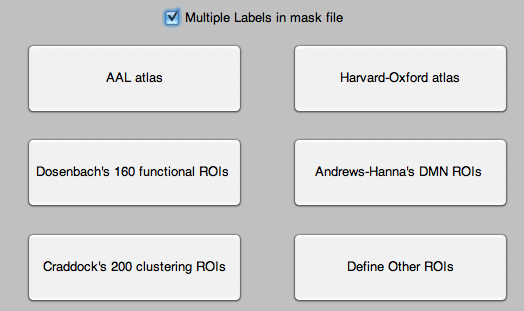 Multiple Labels in mask file
AAL atlas
Harvard-Oxford atlas
Dosenbach's 160 functional ROIs
Andrews-Hanna's DMN ROIs
Craddock's 200 clustering ROIs
Define Other ROIs